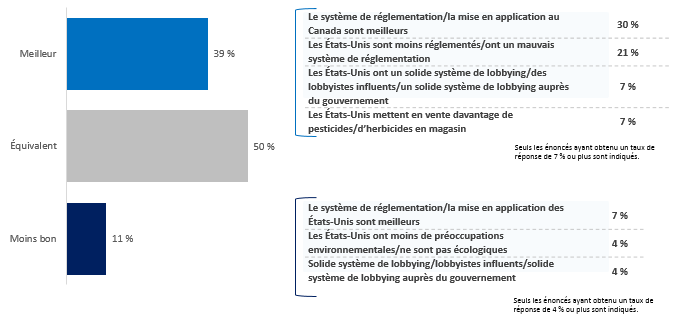 Meilleur
39 %
Équivalent
50 %
Moins bon
11 %
Le système de réglementation/la mise en application au
Canada sont meilleurs
30 %
Les États-Unis sont moins réglementés/ont un mauvais
système de réglementation
21 %
Les États-Unis ont un solide système de lobbying/des
lobbyistes influents/un solide système de lobbying auprès
du gouvernement
7 %
Les États-Unis mettent en vente davantage de
pesticides/d'herbicides en magasin
7 %
Seuls les énoncés ayant obtenu un taux de
réponse de 7 % ou plus sont indiqués.
Le système de réglementation/la mise en application des
États-Unis sont meilleurs
7 %
Les États-Unis ont moins de préoccupations
environnementales/ne sont pas écologiques
4 %
Solide système de lobbying/lobbyistes influents/solide
système de lobbying auprès du gouvernement
4 %
Seuls les énoncés ayant obtenu un taux de
réponse de 4 % ou plus sont indiqués.